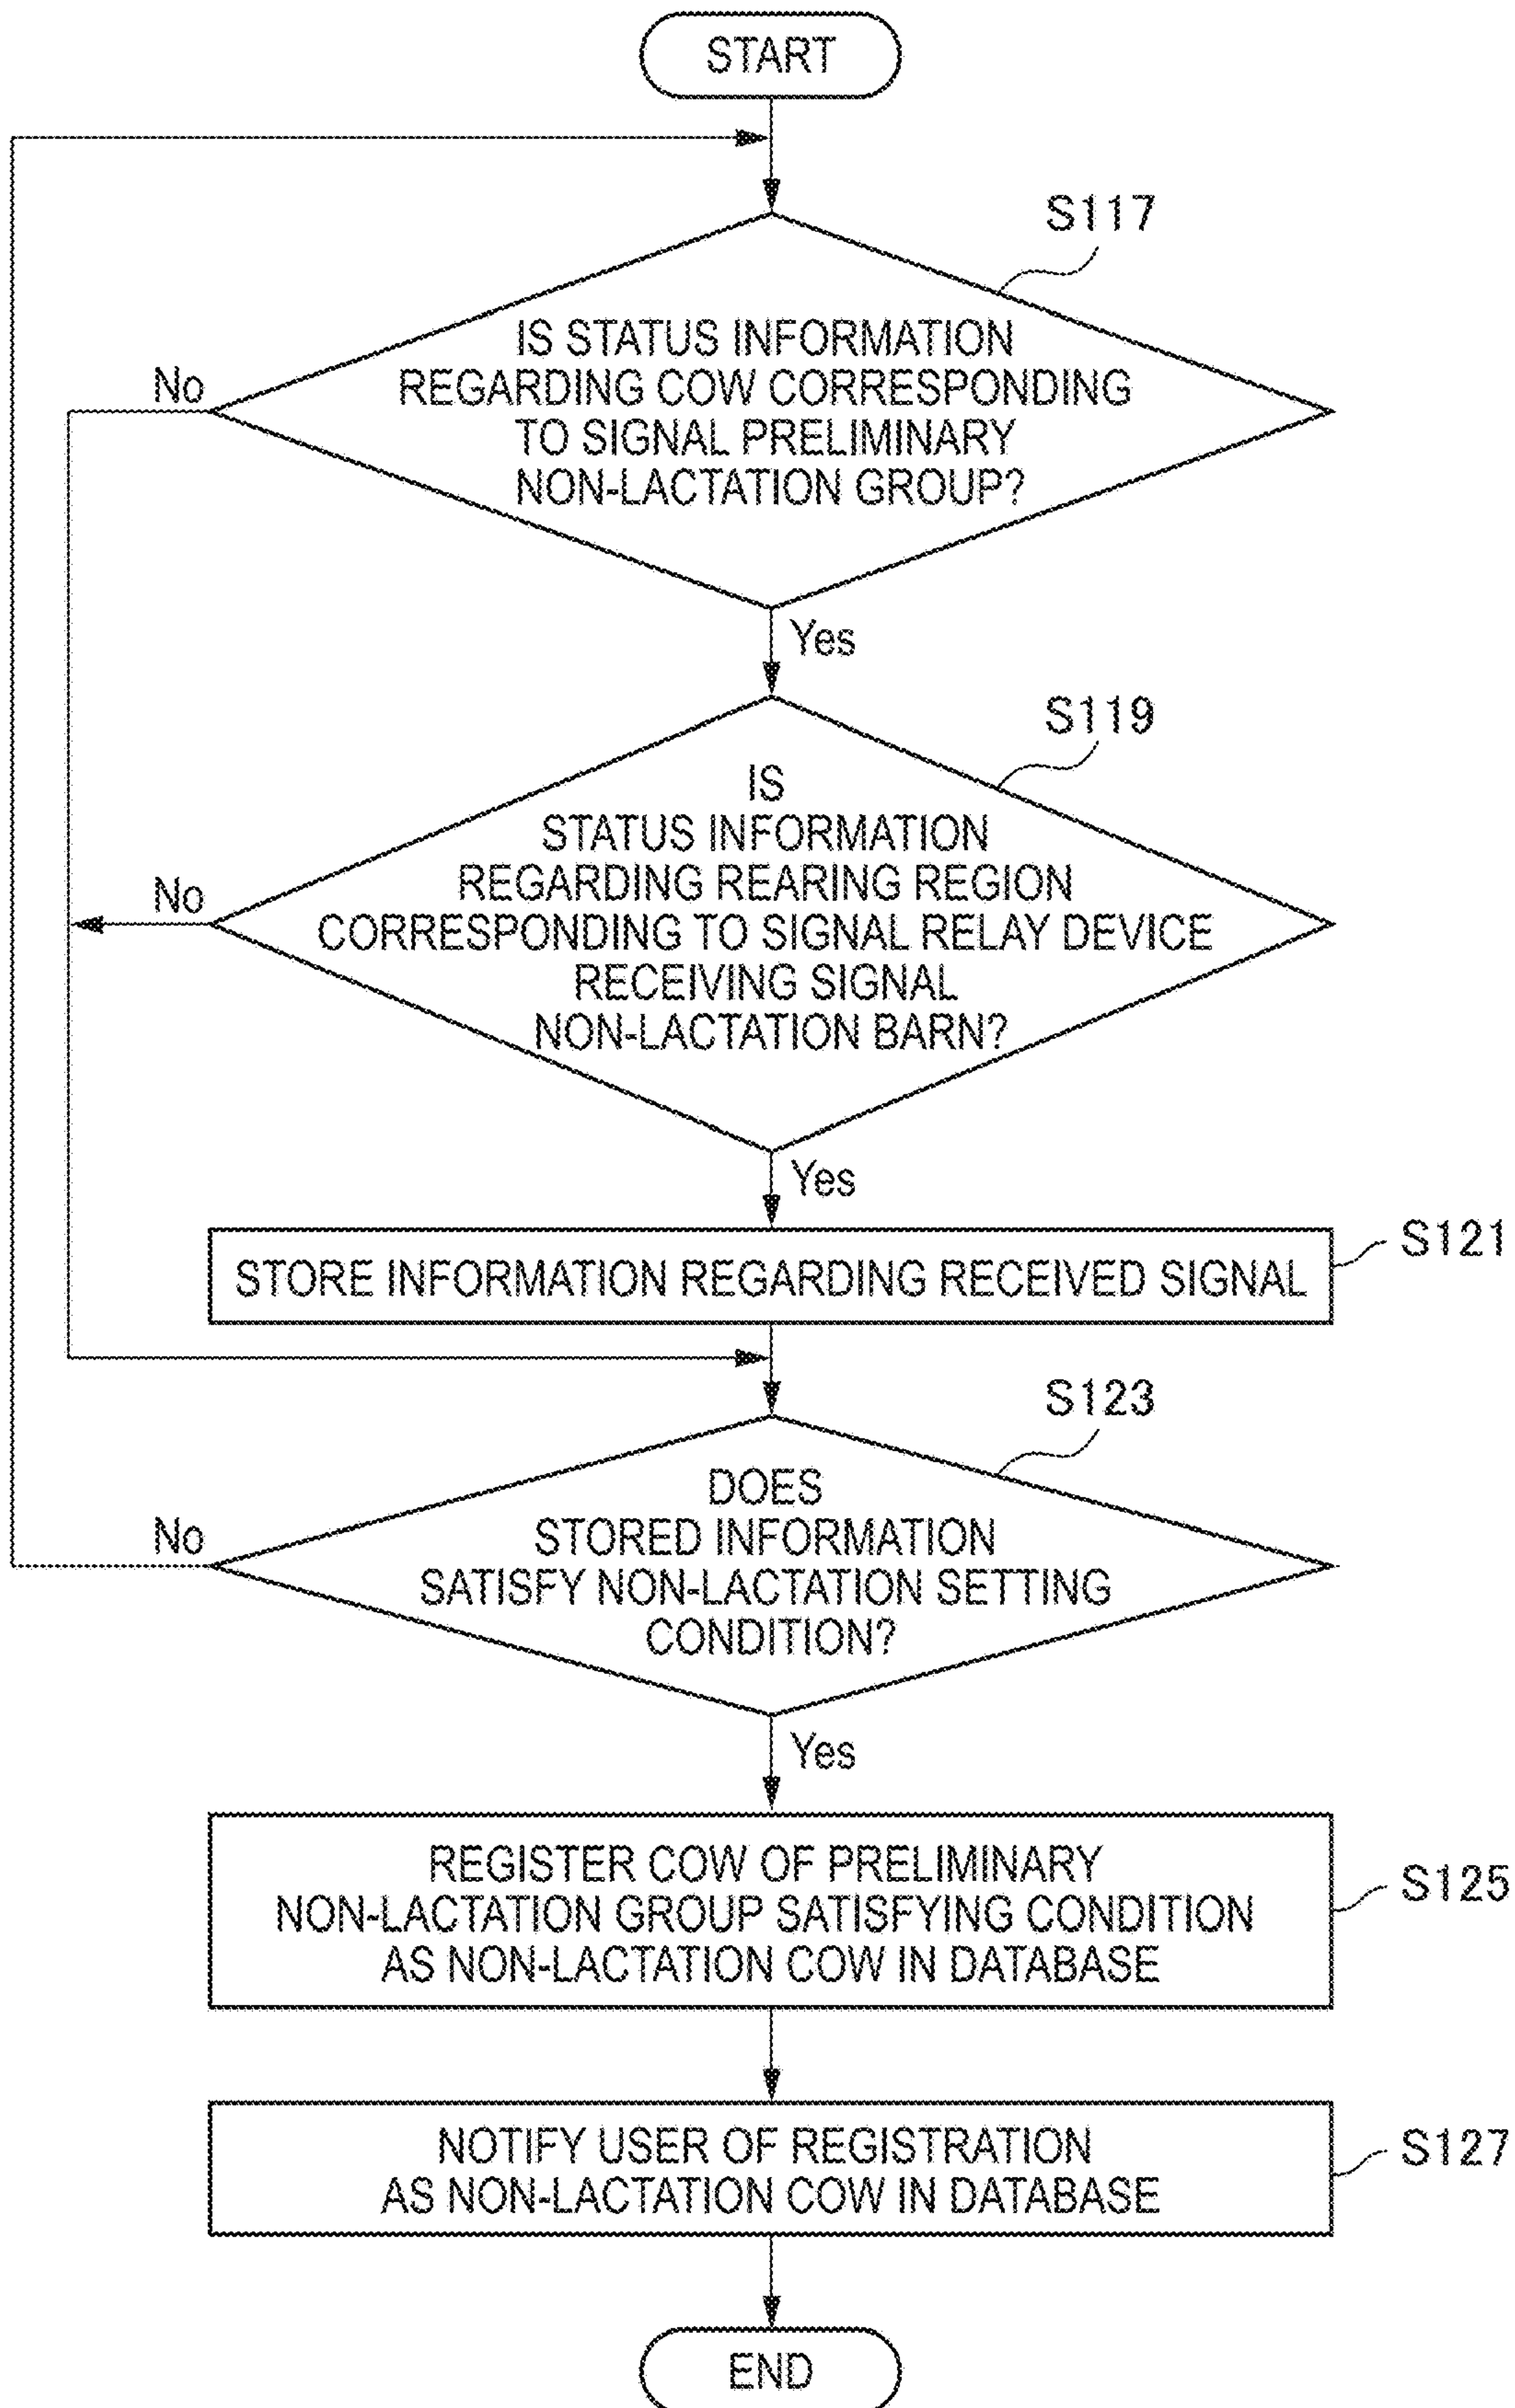 START
S117
IS STATUS INFORMATION
REGARDING COW CORRESPONDING
TO SIGNAL PRELIMINARY
NON-LACTATION GROUP?
No
Yes
S119
IS
STATUS INFORMATION
REGARDING REARING REGION
CORRESPONDING TO SIGNAL RELAY DEVICE
RECEIVING SIGNAL
NON-LACTATION BARN?
No
Yes
S121
STORE INFORMATION REGARDING RECEIVED SIGNAL
S123
DOES
STORED INFORMATION
SATISFY NON-LACTATION SETTING
CONDITION?
No
Yes
REGISTER COW OF PRELIMINARY
NON-LACTATION GROUP SATISFYING CONDITION
AS NON-LACTATION COW IN DATABASE
S125
NOTIFY USER OF REGISTRATION
AS NON-LACTATION COW IN DATABASE
S127
END